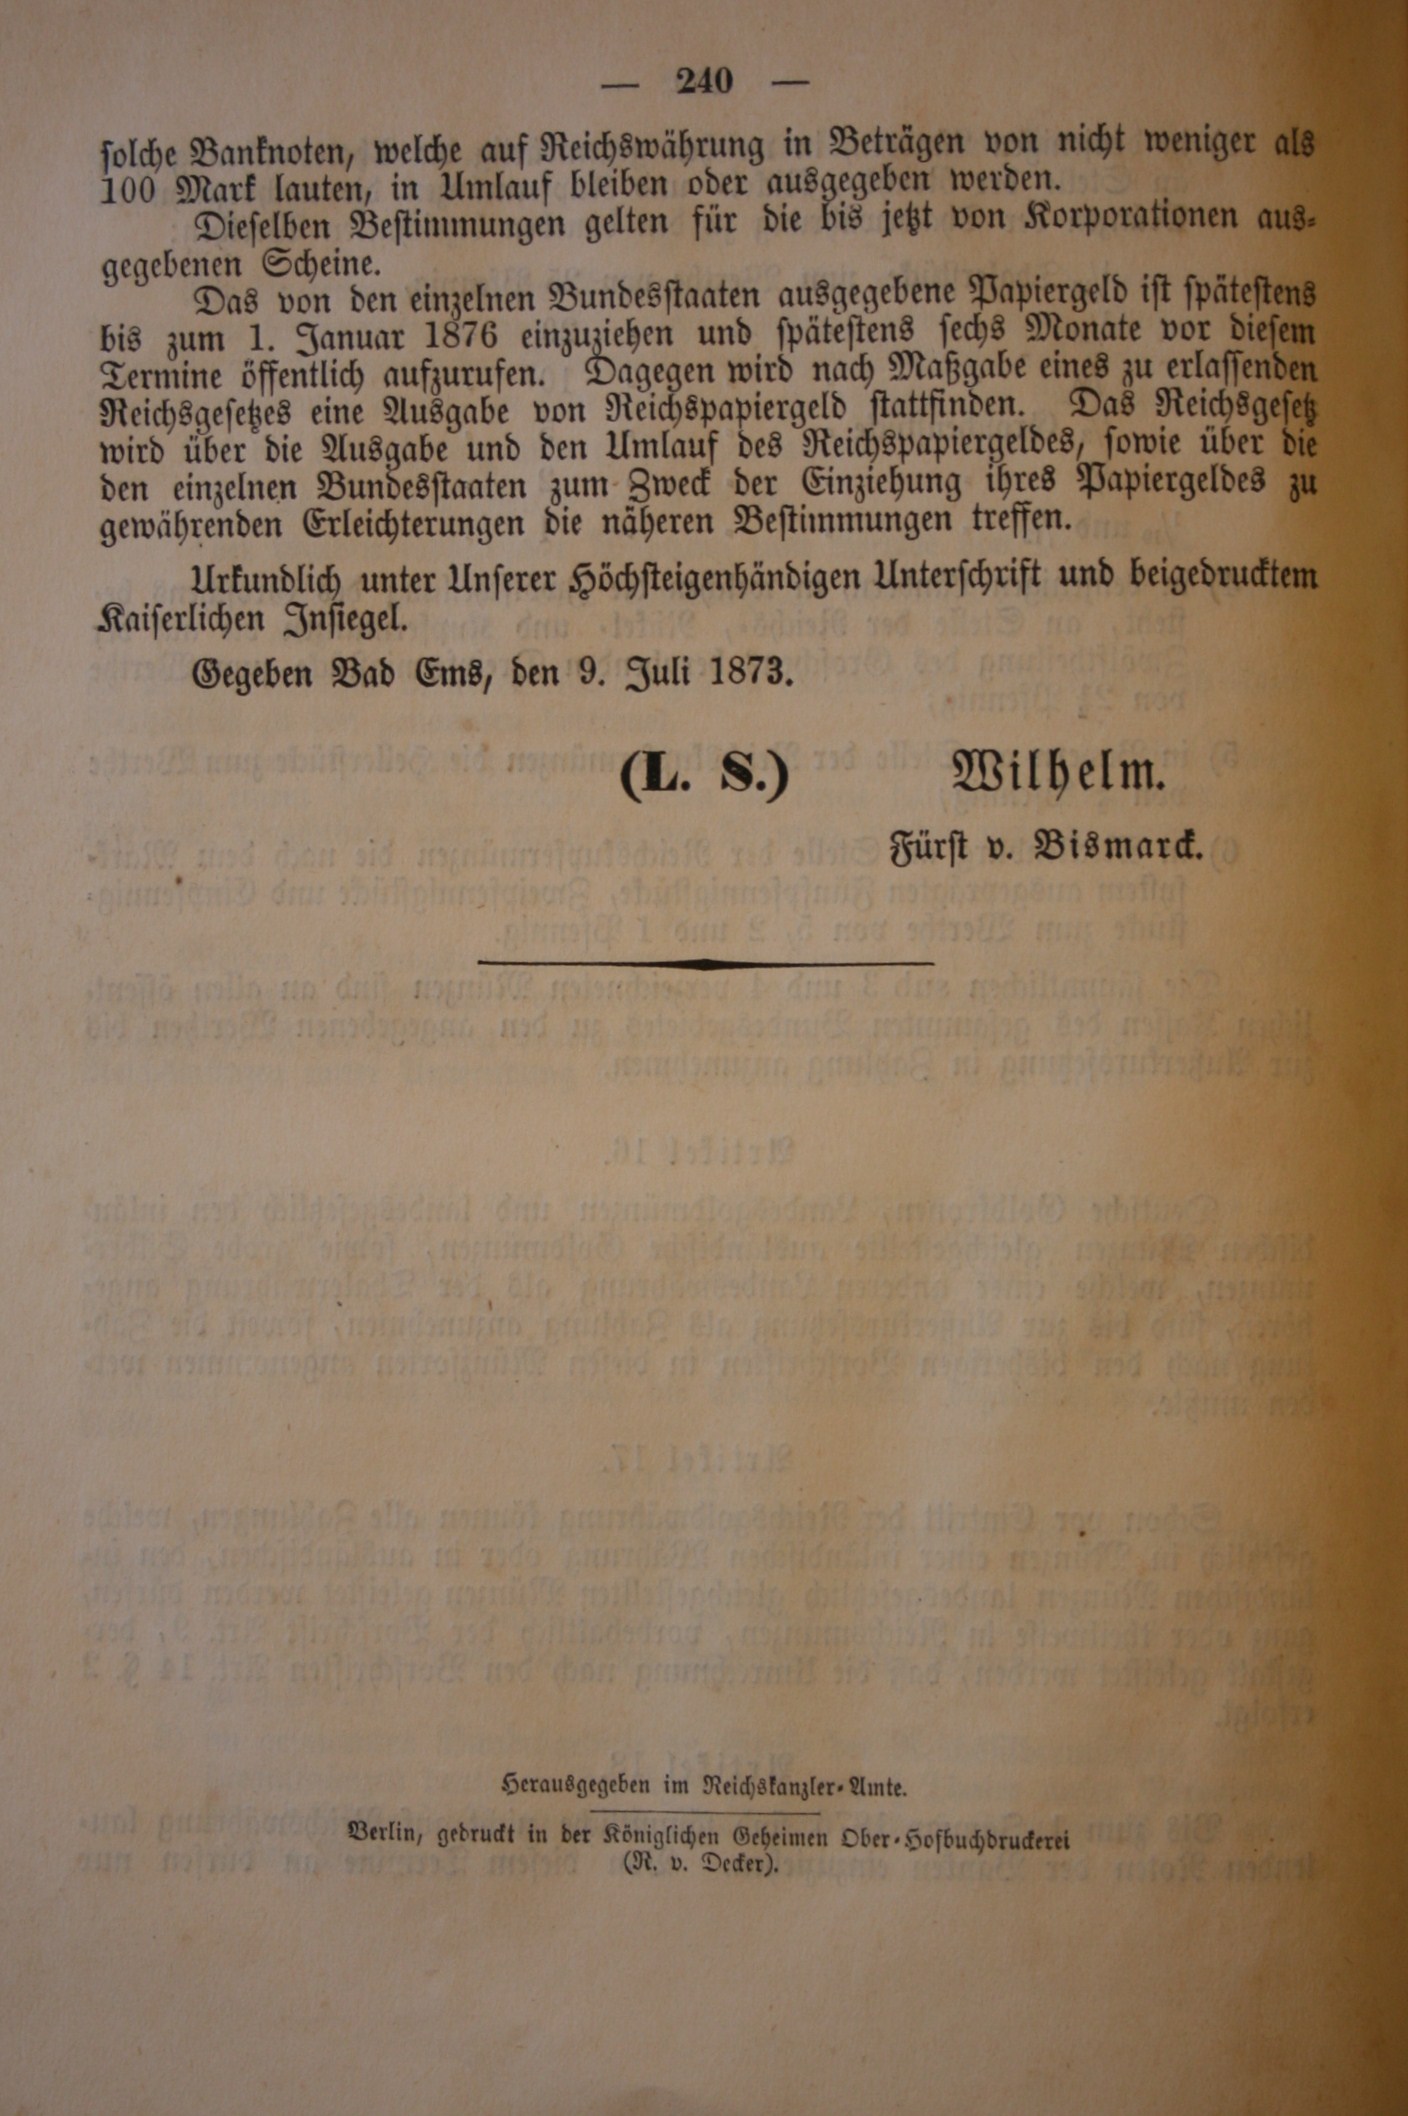 — 240 —
solche Banknoten, welche auf Reichswährung in Beträgen von nicht weniger als
100 Mark lauten, in Umlauf bleiben oder ausgegeben werden.
Dieselben Bestimmungen gelten für die bis jetzt von Korporationen aus-
gegebenen Scheine.
Das von den einzelnen Bundesstaaten ausgegebene Papiergeld ist spätestens
bis zum 1. Januar 1876 einzuziehen und spätestens sechs Monate vor diesem
Termine öffentlich aufzurufen. Dagegen wird nach Maßgabe eines zu erlassenden
Reichsgesetzes eine Ausgabe von Reichspapiergeld stattfinden. Das Reichsgesetz
wird über die Ausgabe und den Umlauf des Reichspapiergeldes, sowie über die
den einzelnen Bundesstaaten zum Zweck der Einziehung ihres Papiergeldes zu
gewährenden Erleichterungen die näheren Bestimmungen treffen.
Urkundlich unter Unserer Höchsteigenhändigen Unterschrift und beigedrucktem
Kaiserlichen Insiegel.
Gegeben Bad Ems, den 9. Juli 1873.
(L. S.) Wilhelm.
Fürst v. Bismarck.
Herausgegeben im Reichskanzler-Amte.
Berlin, gedruckt in der Königlichen Geheimen Ober-Hofbuchdruckerei
(R. v. Decker).